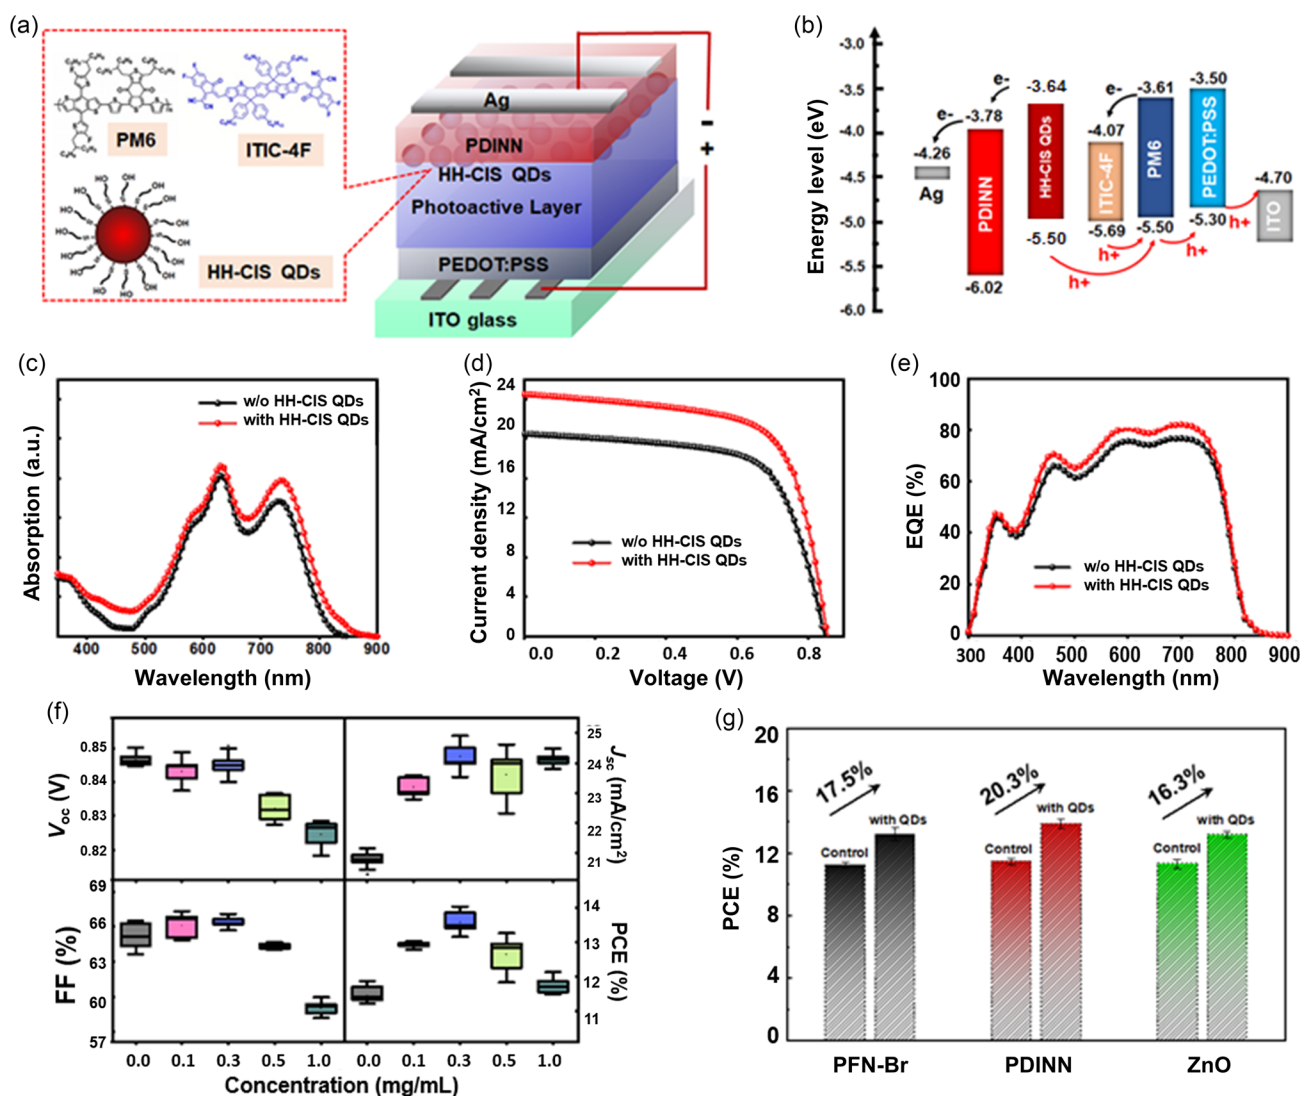 (a)
PM6
ITIC-4F
HH-CIS QDs
Ag
PDINN
HH-CIS QDs
Photoactive Layer
PEDOT:PSS
ITO glass
-
+
(b)
Energy level (eV)
-3.0
-3.5
-4.0
-4.5
-5.0
-5.5
-6.0
-4.26
Ag
e-
-3.78
PDINN
-6.02
e-
-3.64
HH-CIS QDs
-5.50
-4.07
ITIC-4F
-5.69
e-
-3.61
PM6
-5.50
-3.50
PEDOT:PSS
-5.30
-4.70
ITO
h+
h+
h+
h+
(c)
Absorption (a.u.)
w/o HH-CIS QDs
with HH-CIS QDs
400 500 600 700 800 900
Wavelength (nm)
(d)
Current density (mA/cm²)
24
20
16
12
8
4
0
w/o HH-CIS QDs
with HH-CIS QDs
0.0 0.2 0.4 0.6 0.8
Voltage (V)
(e)
EQE (%)
100
80
60
40
20
0
w/o HH-CIS QDs
with HH-CIS QDs
300 400 500 600 700 800 900
Wavelength (nm)
(f)
Voc (V)
0.85
0.84
0.83
0.82
Jsc (mA/cm²)
25
24
23
22
21
FF (%)
69
66
63
60
57
PCE (%)
14
13
12
11
0.0 0.1 0.3 0.5 1.0 0.0 0.1 0.3 0.5 1.0
Concentration (mg/mL)
(g)
PCE (%)
20
16
12
8
4
0
17.5%
Control
with QDs
20.3%
Control
with QDs
16.3%
Control
with QDs
PFN-Br PDINN ZnO